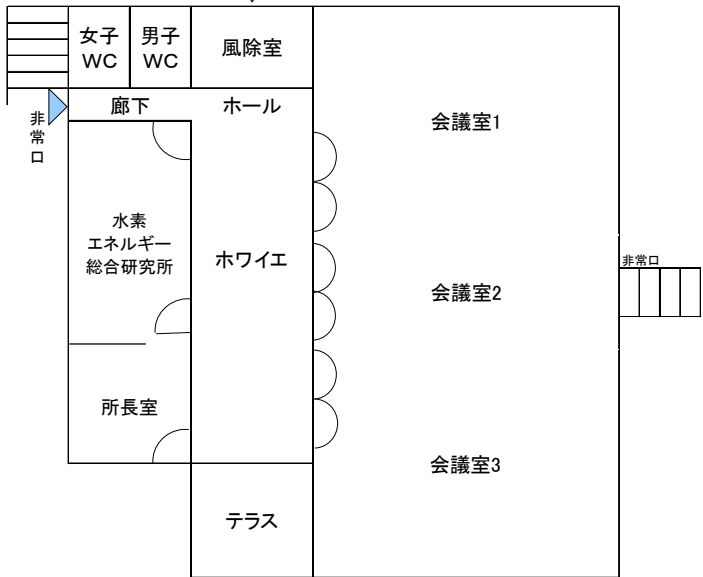 女子
WC
男子
WC
風除室
廊下
ホール
非常口
会議室1
水素
エネルギー
総合研究所
ホワイエ
非常口
会議室2
所長室
会議室3
テラス